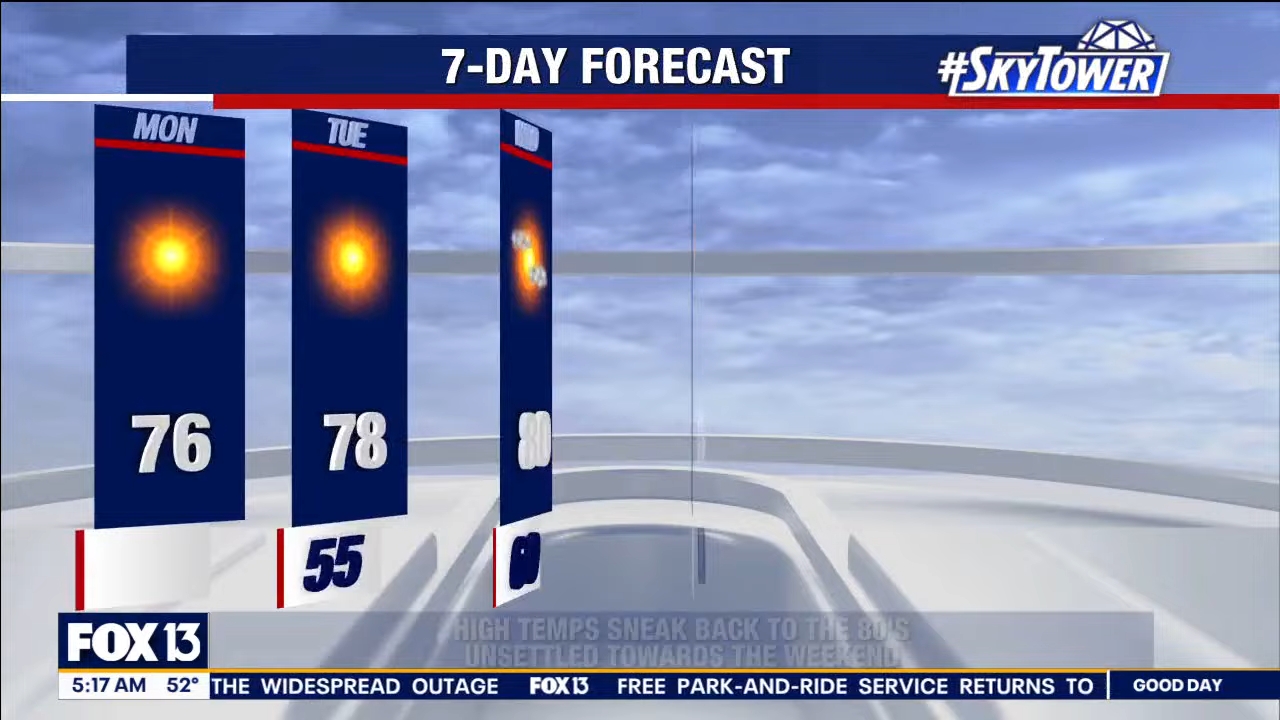 7-DAY FORECAST
#SKYTOWER
MON
TUE
76
78
80
55
HIGH TEMPS SNEAK BACK TO THE 80'S
UNSETTLED TOWARDS THE WEEKEND
FOX 13
5:17 AM 52° THE WIDESPREAD OUTAGE FOX13 FREE PARK-AND-RIDE SERVICE RETURNS TO GOOD DAY